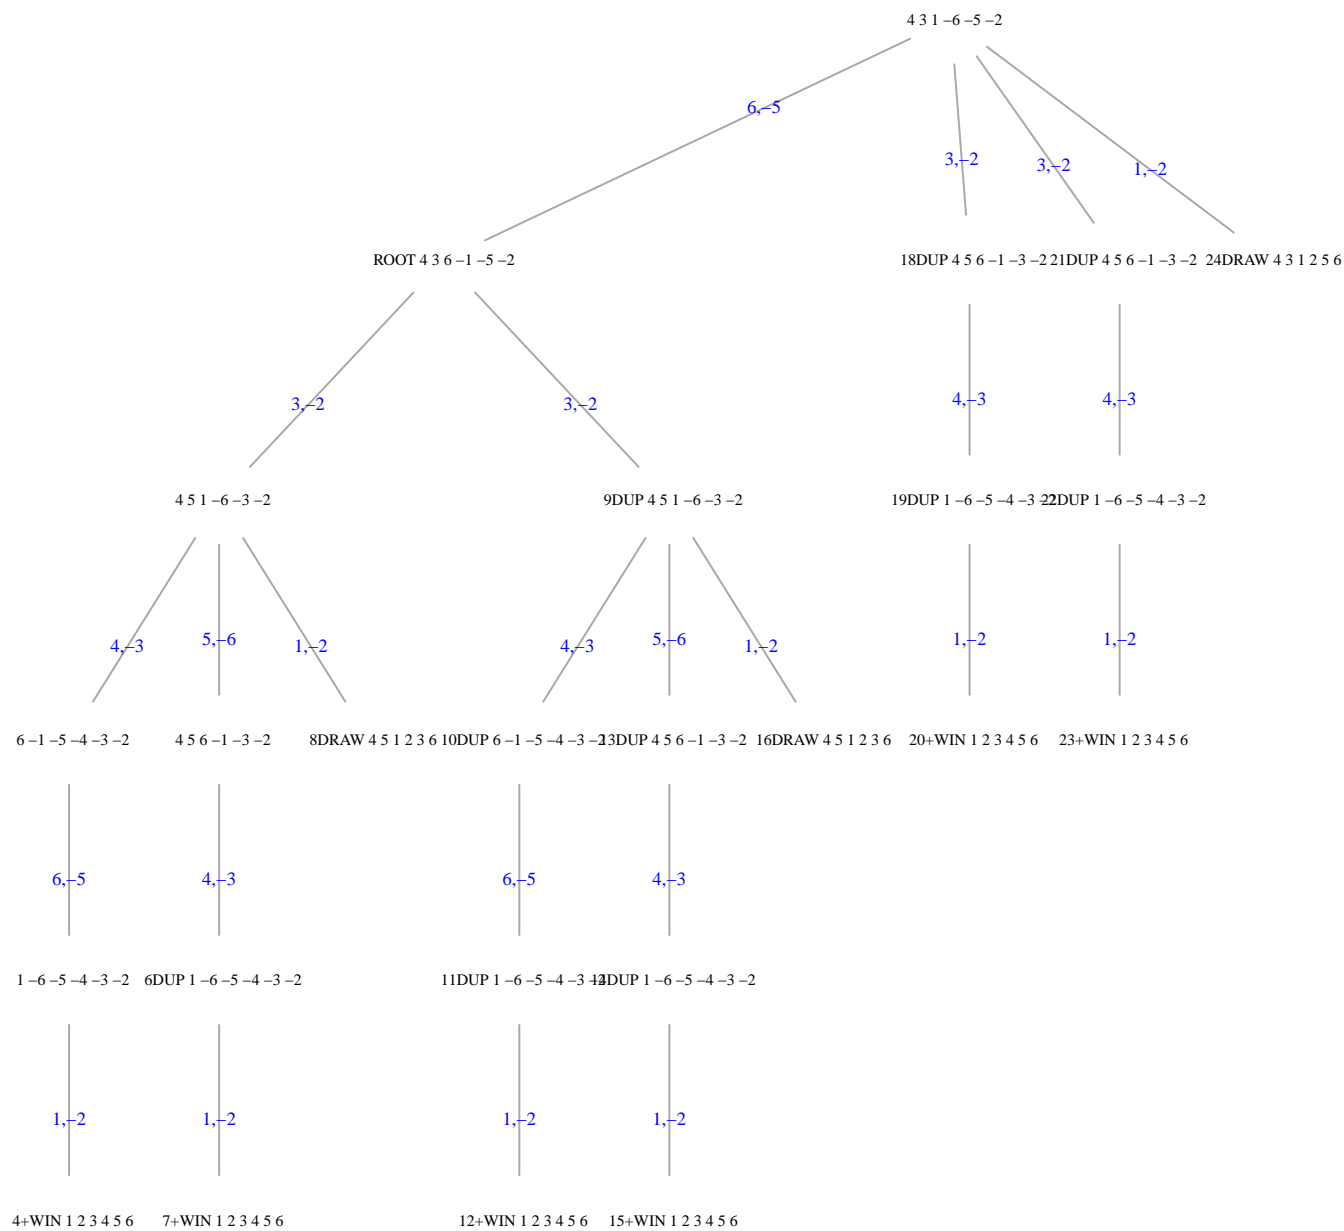 4 3 1 –6 –5 –2
6,–5
3,–2
3,–2
1,–2
ROOT 4 3 6 –1 –5 –2
18DUP 4 5 6 –1 –3 –2
21DUP 4 5 6 –1 –3 –2
24DRAW 4 3 1 2 5 6
3,–2
3,–2
4,–3
4,–3
4 5 1 –6 –3 –2
9DUP 4 5 1 –6 –3 –2
19DUP 1 –6 –5 –4 –3 –2
22DUP 1 –6 –5 –4 –3 –2
4,–3
5,–6
1,–2
4,–3
5,–6
1,–2
1,–2
1,–2
6 –1 –5 –4 –3 –2
4 5 6 –1 –3 –2
8DRAW 4 5 1 2 3 6
10DUP 6 –1 –5 –4 –3 –2
13DUP 4 5 6 –1 –3 –2
16DRAW 4 5 1 2 3 6
20+WIN 1 2 3 4 5 6
23+WIN 1 2 3 4 5 6
6,–5
4,–3
6,–5
4,–3
1 –6 –5 –4 –3 –2
6DUP 1 –6 –5 –4 –3 –2
11DUP 1 –6 –5 –4 –3 –2
14DUP 1 –6 –5 –4 –3 –2
1,–2
1,–2
1,–2
1,–2
4+WIN 1 2 3 4 5 6
7+WIN 1 2 3 4 5 6
12+WIN 1 2 3 4 5 6
15+WIN 1 2 3 4 5 6